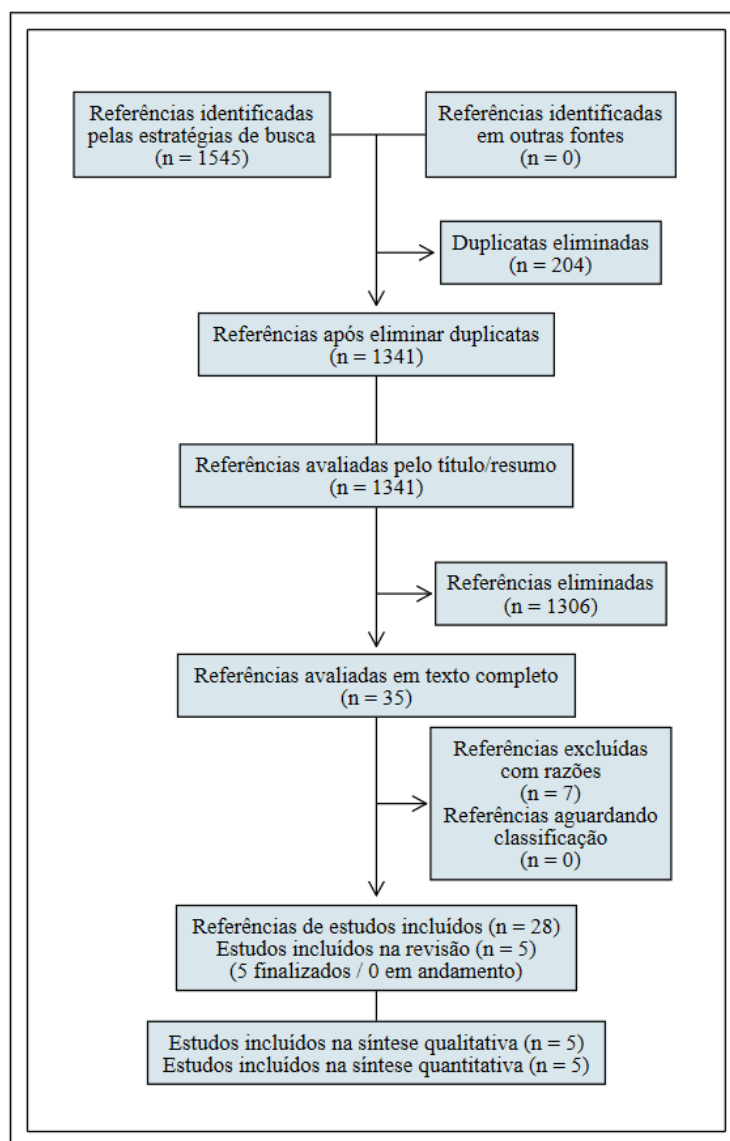 Referências identificadas
pelas estratégias de busca
(n = 1545)
Referências identificadas
em outras fontes
(n = 0)
Duplicatas eliminadas
(n = 204)
Referências após eliminar duplicatas
(n = 1341)
Referências avaliadas pelo título/resumo
(n = 1341)
Referências eliminadas
(n = 1306)
Referências avaliadas em texto completo
(n = 35)
Referências excluídas
com razões
(n = 7)
Referências aguardando
classificação
(n = 0)
Referências de estudos incluídos (n = 28)
Estudos incluídos na revisão (n = 5)
(5 finalizados / 0 em andamento)
Estudos incluídos na síntese qualitativa (n = 5)
Estudos incluídos na síntese quantitativa (n = 5)